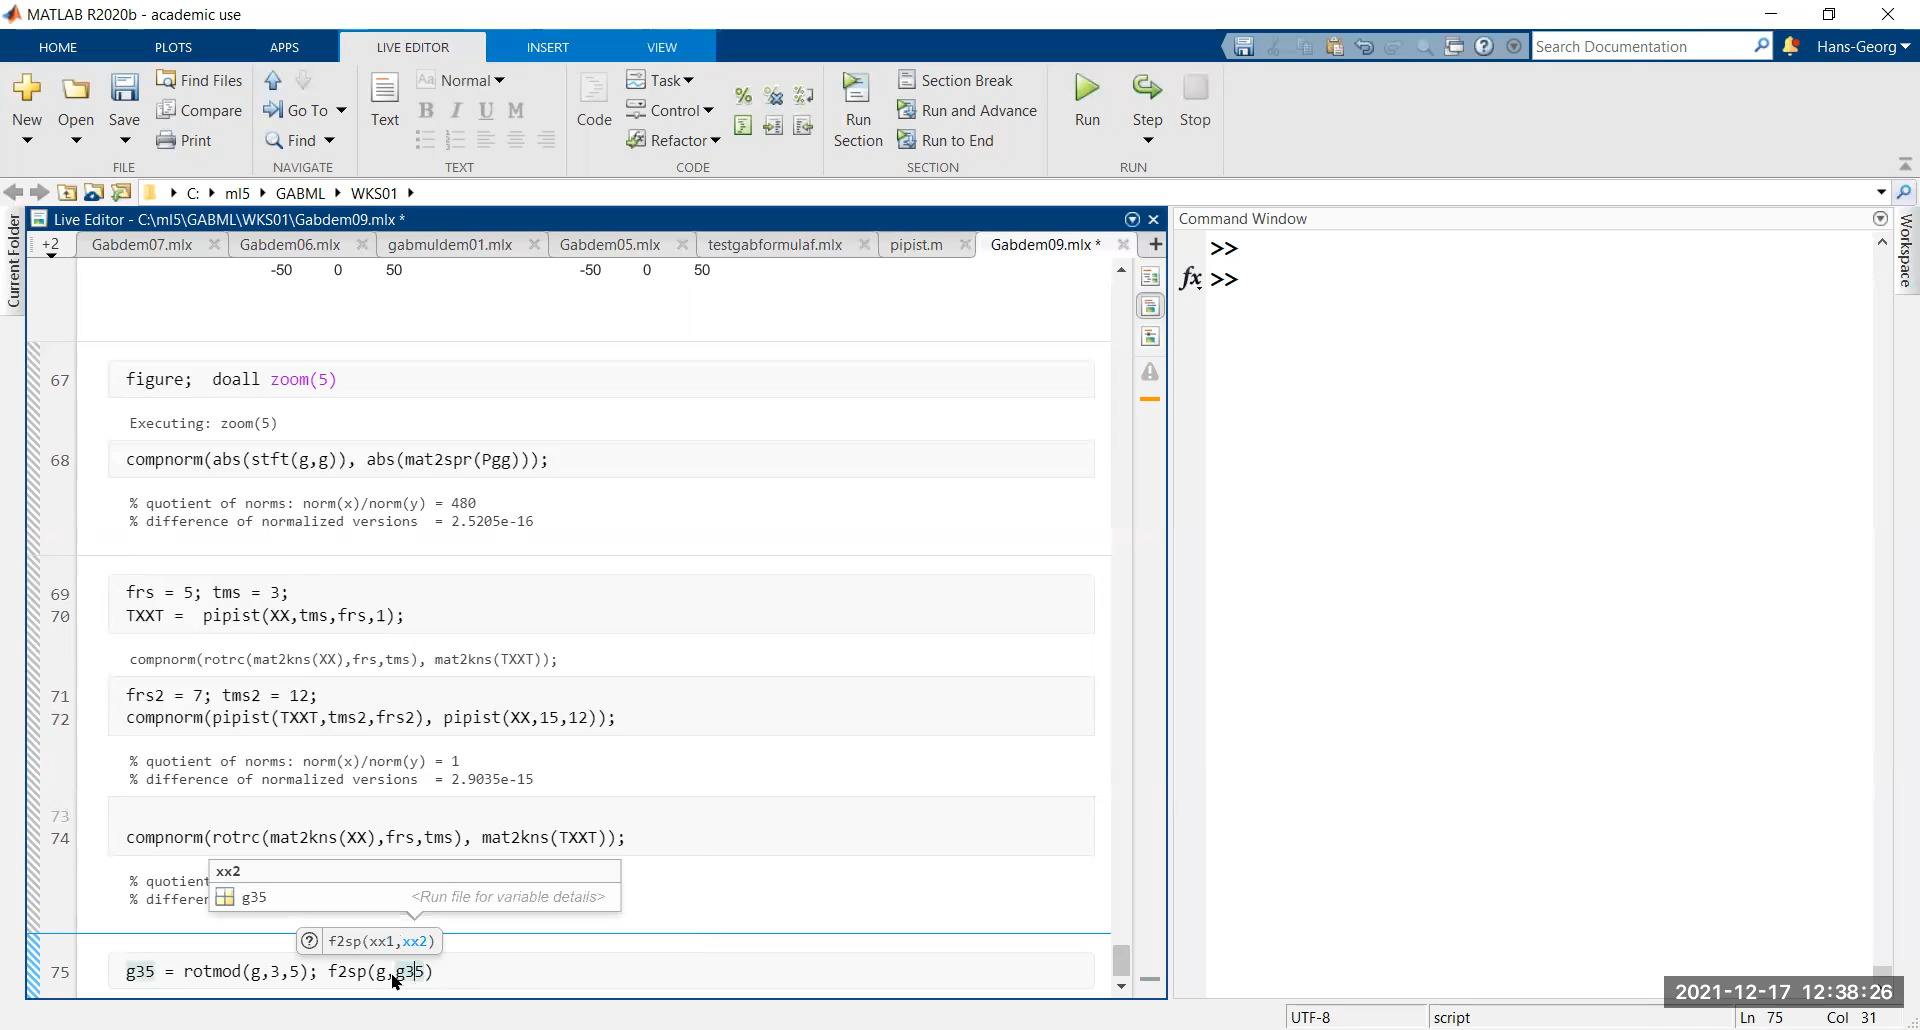 MATLAB R2020b - academic use
HOME PLOTS APPS LIVE EDITOR INSERT VIEW
Search Documentation
Hans-Georg
New
Open
Save
Find Files
Compare
Print
FILE
Go To
Find
NAVIGATE
Text
Aa Normal
B I U M
TEXT
Code
Task
Control
Refactor
CODE
Run Section
Section Break
Run and Advance
Run to End
SECTION
Run
Step
Stop
RUN
C: ml5 GABML WKS01
Current Folder
Live Editor - C:\ml5\GABML\WKS01\Gabdem09.mlx *
+2 Gabdem07.mlx Gabdem06.mlx gabmuldem01.mlx Gabdem05.mlx testgabformulaf.mlx pipist.m Gabdem09.mlx *
-50 0 50 -50 0 50
67 figure; doall zoom(5)
Executing: zoom(5)
68 compnorm(abs(stft(g,g)), abs(mat2spr(Pgg)));
% quotient of norms: norm(x)/norm(y) = 480
% difference of normalized versions = 2.5205e-16
69 frs = 5; tms = 3;
70 TXXT = pipist(XX,tms,frs,1);
compnorm(rotrc(mat2kns(XX),frs,tms), mat2kns(TXXT));
71 frs2 = 7; tms2 = 12;
72 compnorm(pipist(TXXT,tms2,frs2), pipist(XX,15,12));
% quotient of norms: norm(x)/norm(y) = 1
% difference of normalized versions = 2.9035e-15
73
74 compnorm(rotrc(mat2kns(XX),frs,tms), mat2kns(TXXT));
% quotient
% differen
xx2
g35 <Run file for variable details>
f2sp(xx1,xx2)
75 g35 = rotmod(g,3,5); f2sp(g,g35)
Command Window
>>
fx >>
Workspace
2021-12-17 12:38:26
UTF-8 script Ln 75 Col 31